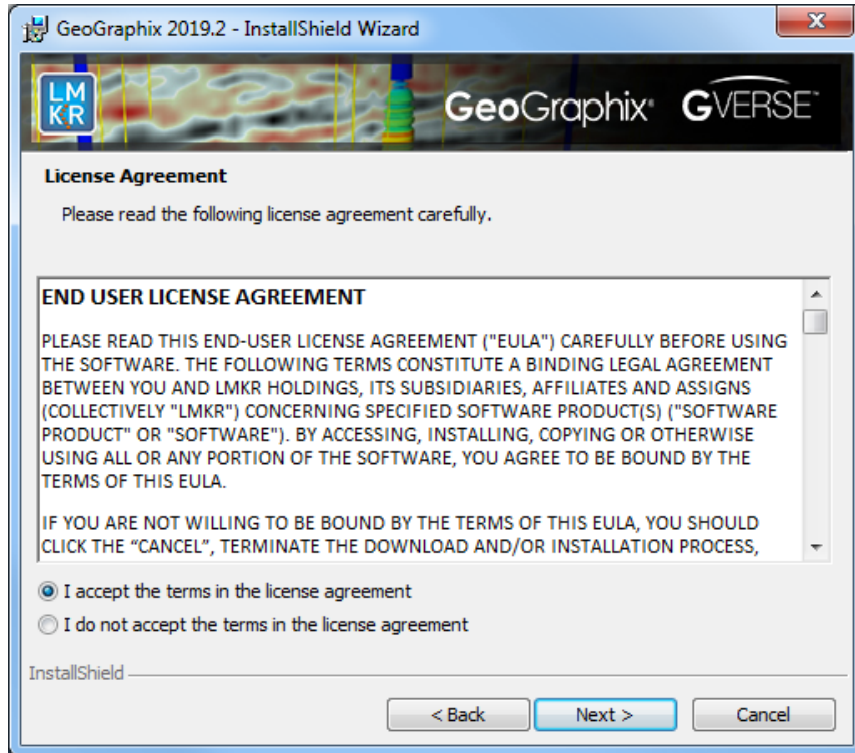 GeoGraphix 2019.2 - InstallShield Wizard
LM
KR
GeoGraphix® GVERSE™
License Agreement
Please read the following license agreement carefully.
END USER LICENSE AGREEMENT
PLEASE READ THIS END-USER LICENSE AGREEMENT ("EULA") CAREFULLY BEFORE USING
THE SOFTWARE. THE FOLLOWING TERMS CONSTITUTE A BINDING LEGAL AGREEMENT
BETWEEN YOU AND LMKR HOLDINGS, ITS SUBSIDIARIES, AFFILIATES AND ASSIGNS
(COLLECTIVELY "LMKR") CONCERNING SPECIFIED SOFTWARE PRODUCT(S) ("SOFTWARE
PRODUCT" OR "SOFTWARE"). BY ACCESSING, INSTALLING, COPYING OR OTHERWISE
USING ALL OR ANY PORTION OF THE SOFTWARE, YOU AGREE TO BE BOUND BY THE
TERMS OF THIS EULA.
IF YOU ARE NOT WILLING TO BE BOUND BY THE TERMS OF THIS EULA, YOU SHOULD
CLICK THE “CANCEL”, TERMINATE THE DOWNLOAD AND/OR INSTALLATION PROCESS,
I accept the terms in the license agreement
I do not accept the terms in the license agreement
InstallShield
< Back Next > Cancel